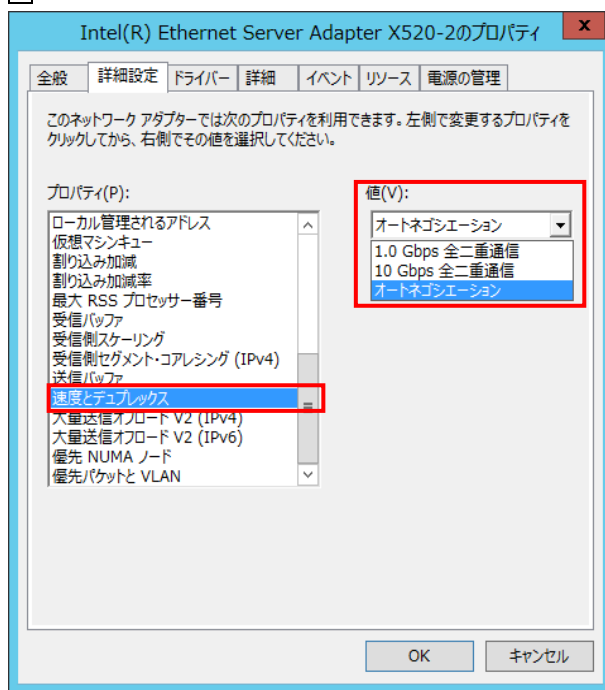 Intel(R) Ethernet Server Adapter X520-2のプロパティ
x
全般 詳細設定 ドライバー 詳細 イベント リソース 電源の管理
このネットワーク アダプターでは次のプロパティを利用できます。左側で変更するプロパティを
クリックしてから、右側でその値を選択してください。
プロパティ(P):
ローカル管理されるアドレス
仮想マシンキュー
割り込み加減
割り込み加減率
最大 RSS プロセッサー番号
受信バッファ
受信側スケーリング
受信側セグメント・コアレシング (IPv4)
送信バッファ
速度とデュプレックス
大量送信オフロード V2 (IPv4)
大量送信オフロード V2 (IPv6)
優先 NUMA ノード
優先パケットと VLAN
値(V):
オートネゴシエーション
1.0 Gbps 全二重通信
10 Gbps 全二重通信
オートネゴシエーション
OK キャンセル